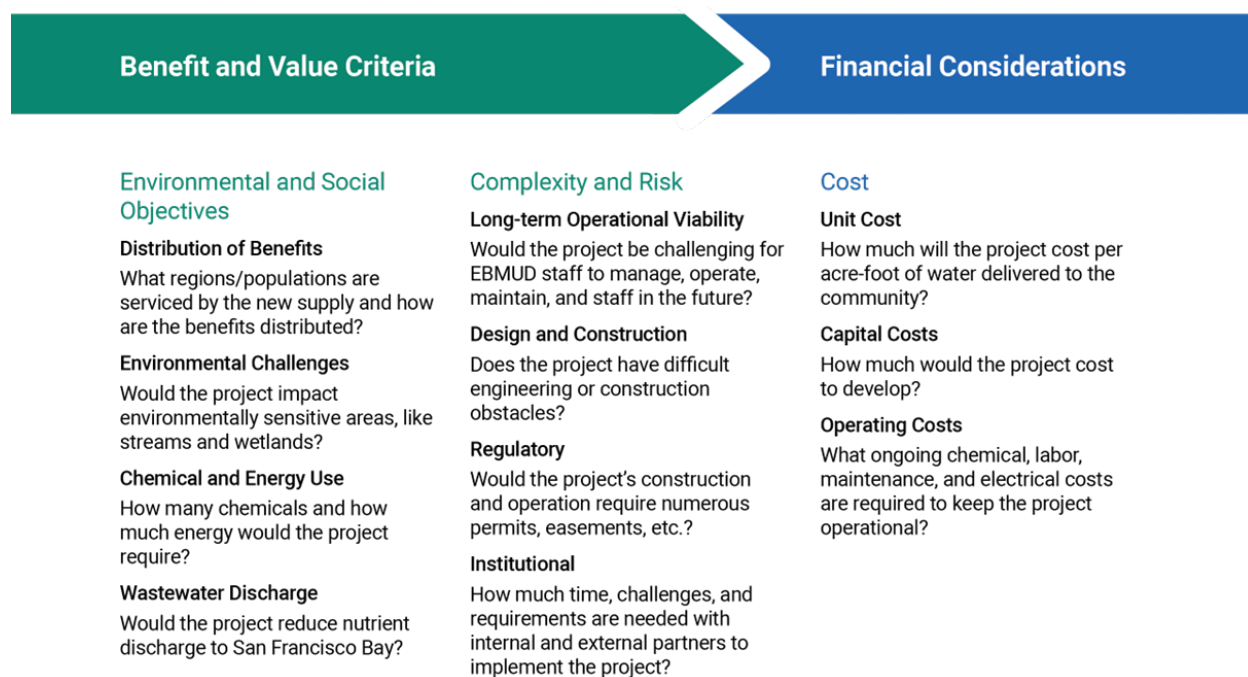 Benefit and Value Criteria
Financial Considerations
Environmental and Social
Objectives
Distribution of Benefits
What regions/populations are
serviced by the new supply and how
are the benefits distributed?
Environmental Challenges
Would the project impact
environmentally sensitive areas, like
streams and wetlands?
Chemical and Energy Use
How many chemicals and how
much energy would the project
require?
Wastewater Discharge
Would the project reduce nutrient
discharge to San Francisco Bay?
Complexity and Risk
Long-term Operational Viability
Would the project be challenging for
EBMUD staff to manage, operate,
maintain, and staff in the future?
Design and Construction
Does the project have difficult
engineering or construction
obstacles?
Regulatory
Would the project’s construction
and operation require numerous
permits, easements, etc.?
Institutional
How much time, challenges, and
requirements are needed with
internal and external partners to
implement the project?
Cost
Unit Cost
How much will the project cost per
acre-foot of water delivered to the
community?
Capital Costs
How much would the project cost
to develop?
Operating Costs
What ongoing chemical, labor,
maintenance, and electrical costs
are required to keep the project
operational?